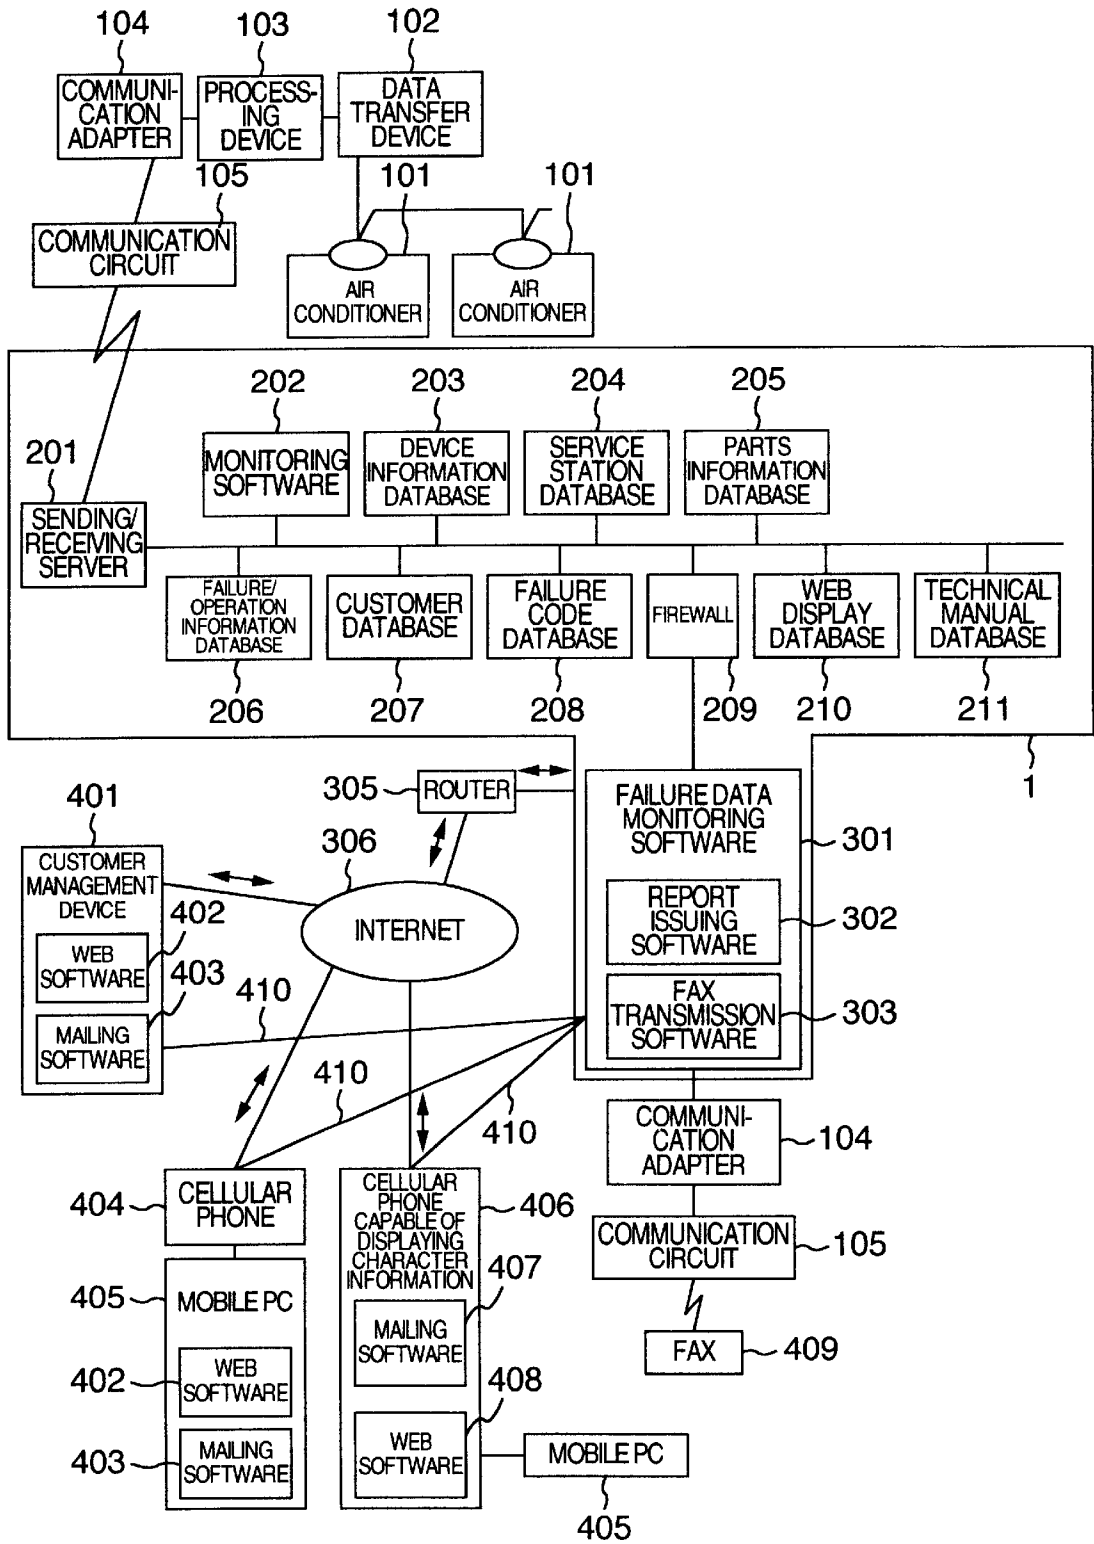 104
103
102
COMMUNI-
CATION
ADAPTER
PROCESS-
ING
DEVICE
DATA
TRANSFER
DEVICE
105
101
101
COMMUNICATION
CIRCUIT
AIR
CONDITIONER
AIR
CONDITIONER
202
203
204
205
201
MONITORING
SOFTWARE
DEVICE
INFORMATION
DATABASE
SERVICE
STATION
DATABASE
PARTS
INFORMATION
DATABASE
SENDING/
RECEIVING
SERVER
FAILURE/
OPERATION
INFORMATION
DATABASE
CUSTOMER
DATABASE
FAILURE
CODE
DATABASE
FIREWALL
WEB
DISPLAY
DATABASE
TECHNICAL
MANUAL
DATABASE
206
207
208
209
210
211
1
305
ROUTER
401
306
FAILURE DATA
MONITORING
SOFTWARE
301
CUSTOMER
MANAGEMENT
DEVICE
402
INTERNET
REPORT
ISSUING
SOFTWARE
302
WEB
SOFTWARE
403
410
FAX
TRANSMISSION
SOFTWARE
303
MAILING
SOFTWARE
410
410
COMMUNI-
CATION
ADAPTER
104
404
CELLULAR
PHONE
CELLULAR
PHONE
CAPABLE OF
DISPLAYING
CHARACTER
INFORMATION
406
COMMUNICATION
CIRCUIT
105
405
MOBILE PC
407
MAILING
SOFTWARE
FAX
409
402
WEB
SOFTWARE
408
403
MAILING
SOFTWARE
WEB
SOFTWARE
MOBILE PC
405